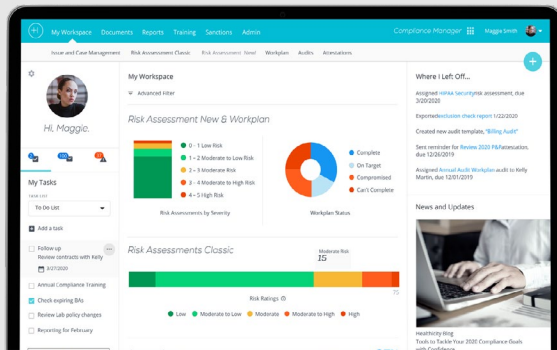 My Workspace Documents Reports Training Sanctions Admin
Compliance Manager Maggie Smith
Issue and Case Management Risk Assessment Classic Risk Assessment New! Workplan Audits Attestations
Hi, Maggie.
My Tasks
TASK LIST
To Do List
Add a task
Follow up
Review contracts with Kelly
3/27/2020
Annual Compliance Training
Check expiring BAs
Review Lab policy changes
Reporting for February
My Workspace
Advanced Filter
Risk Assessment New & Workplan
0 - 1 Low Risk
1 - 2 Moderate to Low Risk
2 - 3 Moderate Risk
3 - 4 Moderate to High Risk
4 - 5 High Risk
Risk Assessments by Severity
Complete
On Target
Compromised
Can't Complete
Workplan Status
Risk Assessments Classic
Moderate Risk
15
75
Risk Ratings
Low Moderate to Low Moderate Moderate to High High
Where I Left Off...
Assigned HIPAA Security risk assessment, due
3/20/2020
Exported exclusion check report 1/22/2020
Created new audit template, "Billing Audit"
Sent reminder for Review 2020 P&P attestation,
due 12/26/2019
Assigned Annual Audit Workplan audit to Kelly
Martin, due 12/01/2019
News and Updates
Healthicity Blog
Tools to Tackle Your 2020 Compliance Goals
with Confidence